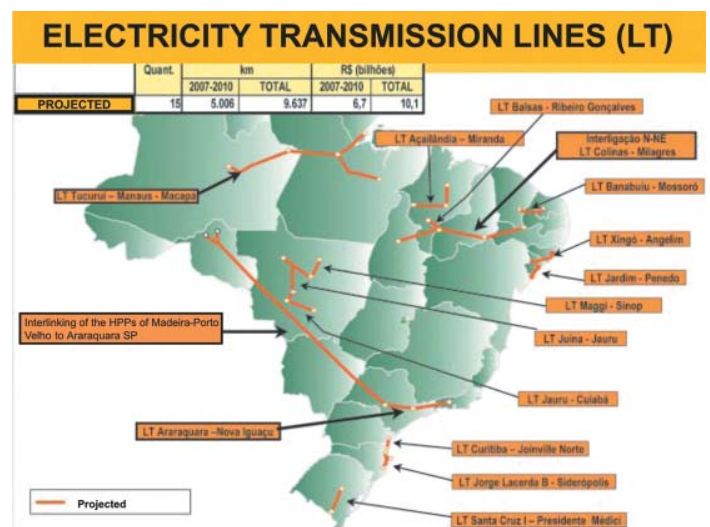 ELECTRICITY TRANSMISSION LINES (LT)
Quant. km R$ (bilhões)
2007-2010 TOTAL 2007-2010 TOTAL
PROJECTED 15 5.006 9.637 6,7 10,1
LT Balsas - Ribeiro Gonçalves
LT Açailândia – Miranda
Interligação N-NE
LT Colinas - Milagres
LT Tucuruí – Manaus - Macapá
LT Banabuiu - Mossoró
LT Xingó - Angelim
LT Jardim - Penedo
LT Maggi - Sinop
Interlinking of the HPPs of Madeira-Porto
Velho to Araraquara SP
LT Juína - Jauru
LT Jauru - Cuiabá
LT Araraquara –Nova Iguaçu
LT Curitiba – Joinville Norte
LT Jorge Lacerda B - Siderópolis
Projected
LT Santa Cruz I – Presidente Médici